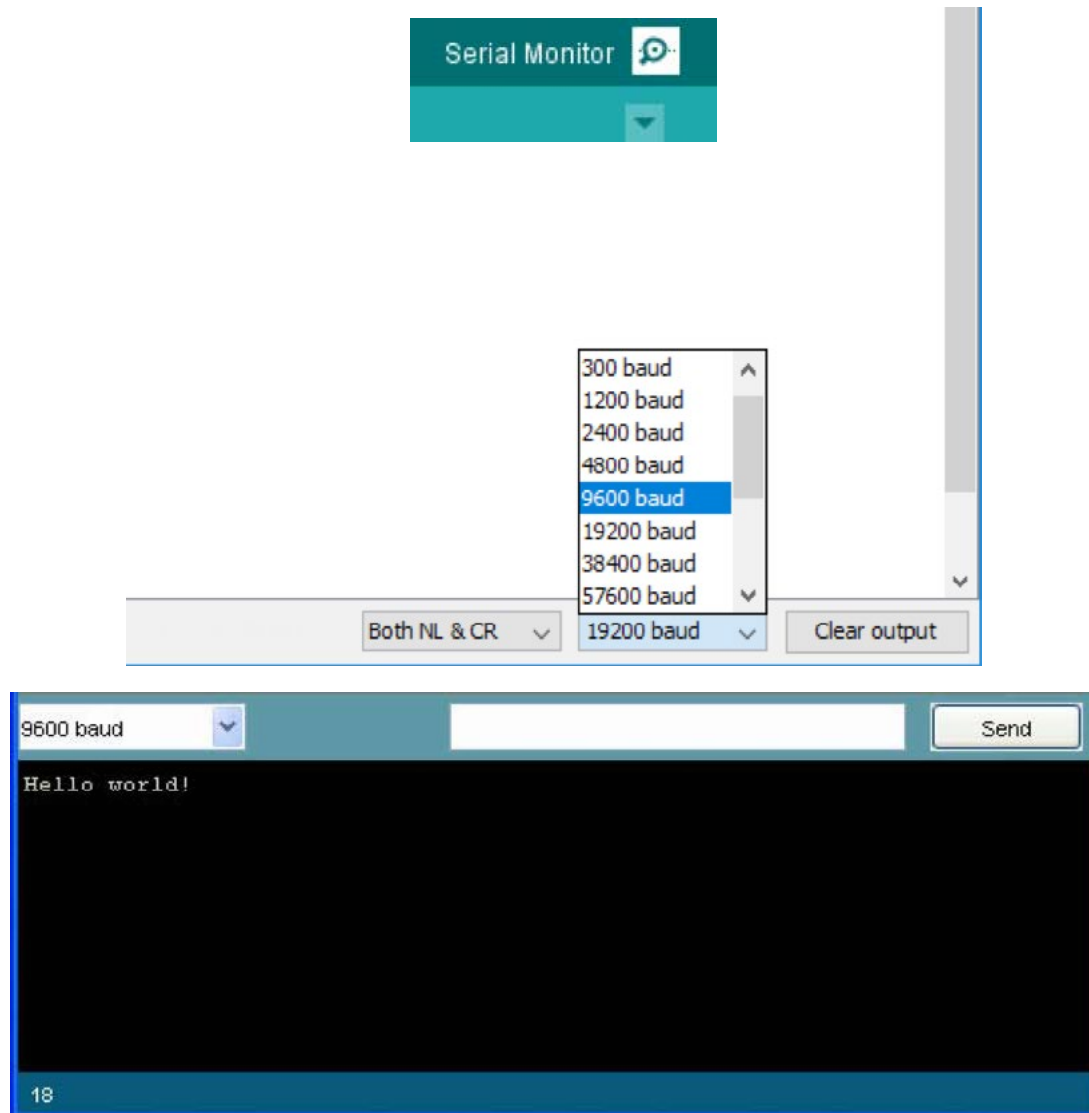 Serial Monitor
300 baud
1200 baud
2400 baud
4800 baud
9600 baud
19200 baud
38400 baud
57600 baud
Both NL & CR 19200 baud Clear output
9600 baud Send
Hello world!
18